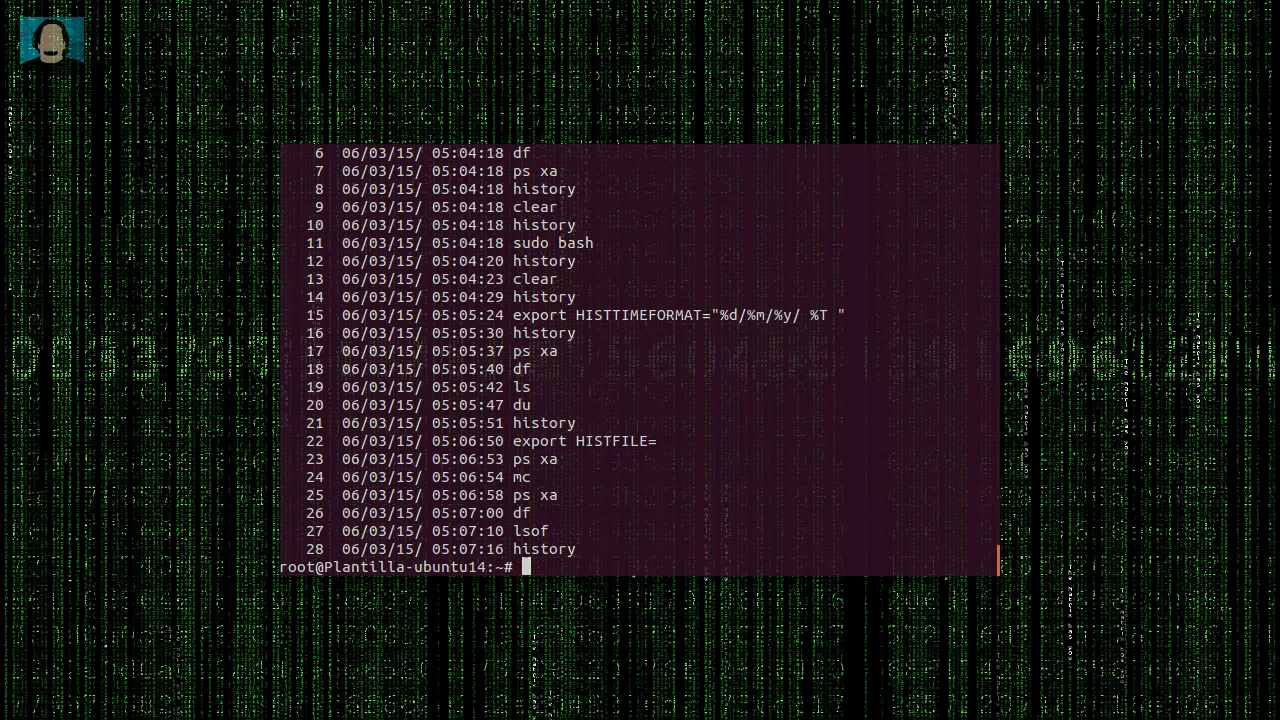 6 06/03/15/ 05:04:18 df
7 06/03/15/ 05:04:18 ps xa
8 06/03/15/ 05:04:18 history
9 06/03/15/ 05:04:18 clear
10 06/03/15/ 05:04:18 history
11 06/03/15/ 05:04:18 sudo bash
12 06/03/15/ 05:04:20 history
13 06/03/15/ 05:04:23 clear
14 06/03/15/ 05:04:29 history
15 06/03/15/ 05:05:24 export HISTTIMEFORMAT="%d/%m/%y/ %T "
16 06/03/15/ 05:05:30 history
17 06/03/15/ 05:05:37 ps xa
18 06/03/15/ 05:05:40 df
19 06/03/15/ 05:05:42 ls
20 06/03/15/ 05:05:47 du
21 06/03/15/ 05:05:51 history
22 06/03/15/ 05:06:50 export HISTFILE=
23 06/03/15/ 05:06:53 ps xa
24 06/03/15/ 05:06:54 mc
25 06/03/15/ 05:06:58 ps xa
26 06/03/15/ 05:07:00 df
27 06/03/15/ 05:07:10 lsof
28 06/03/15/ 05:07:16 history
root@Plantilla-ubuntu14:~#